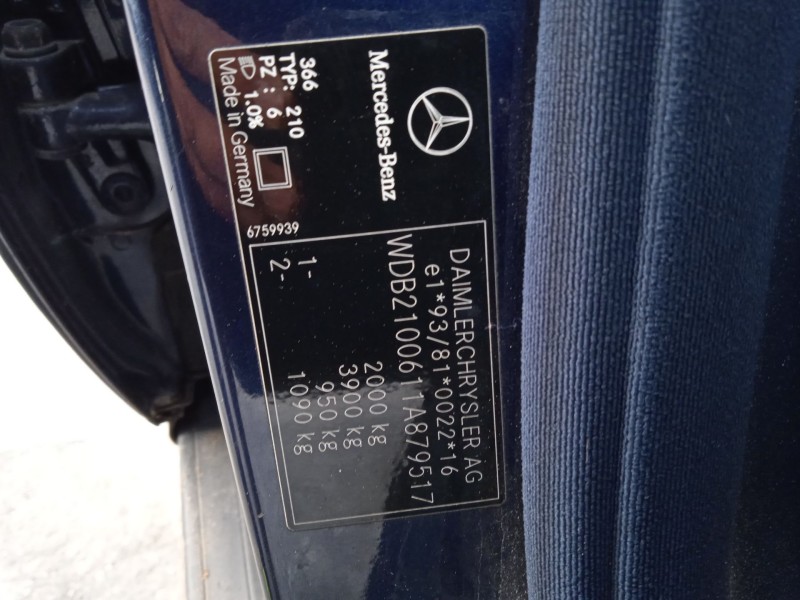 Mercedes-Benz
366
TYP: 210
PZ : 6
1.0%
Made in Germany
6759939
DAIMLERCHRYSLER AG
e1*93/81*0022*16
WDB2100611A879517
2000 kg
3900 kg
1- 950 kg
2- 1090 kg